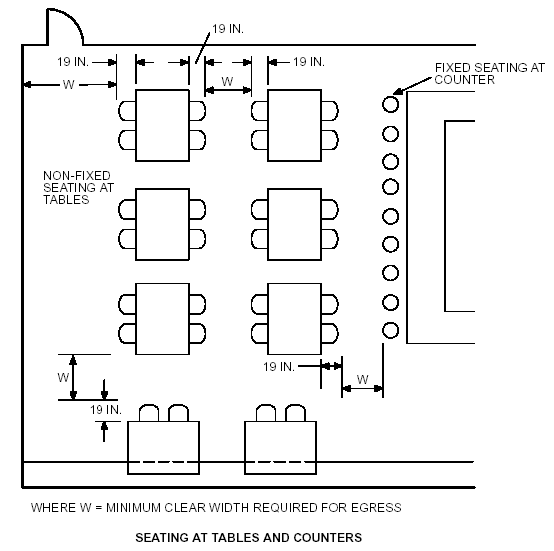 19 IN.
19 IN.
W
W
19 IN.
FIXED SEATING AT
COUNTER
NON-FIXED
SEATING AT
TABLES
19 IN.
W
W
19 IN.
WHERE W = MINIMUM CLEAR WIDTH REQUIRED FOR EGRESS
SEATING AT TABLES AND COUNTERS